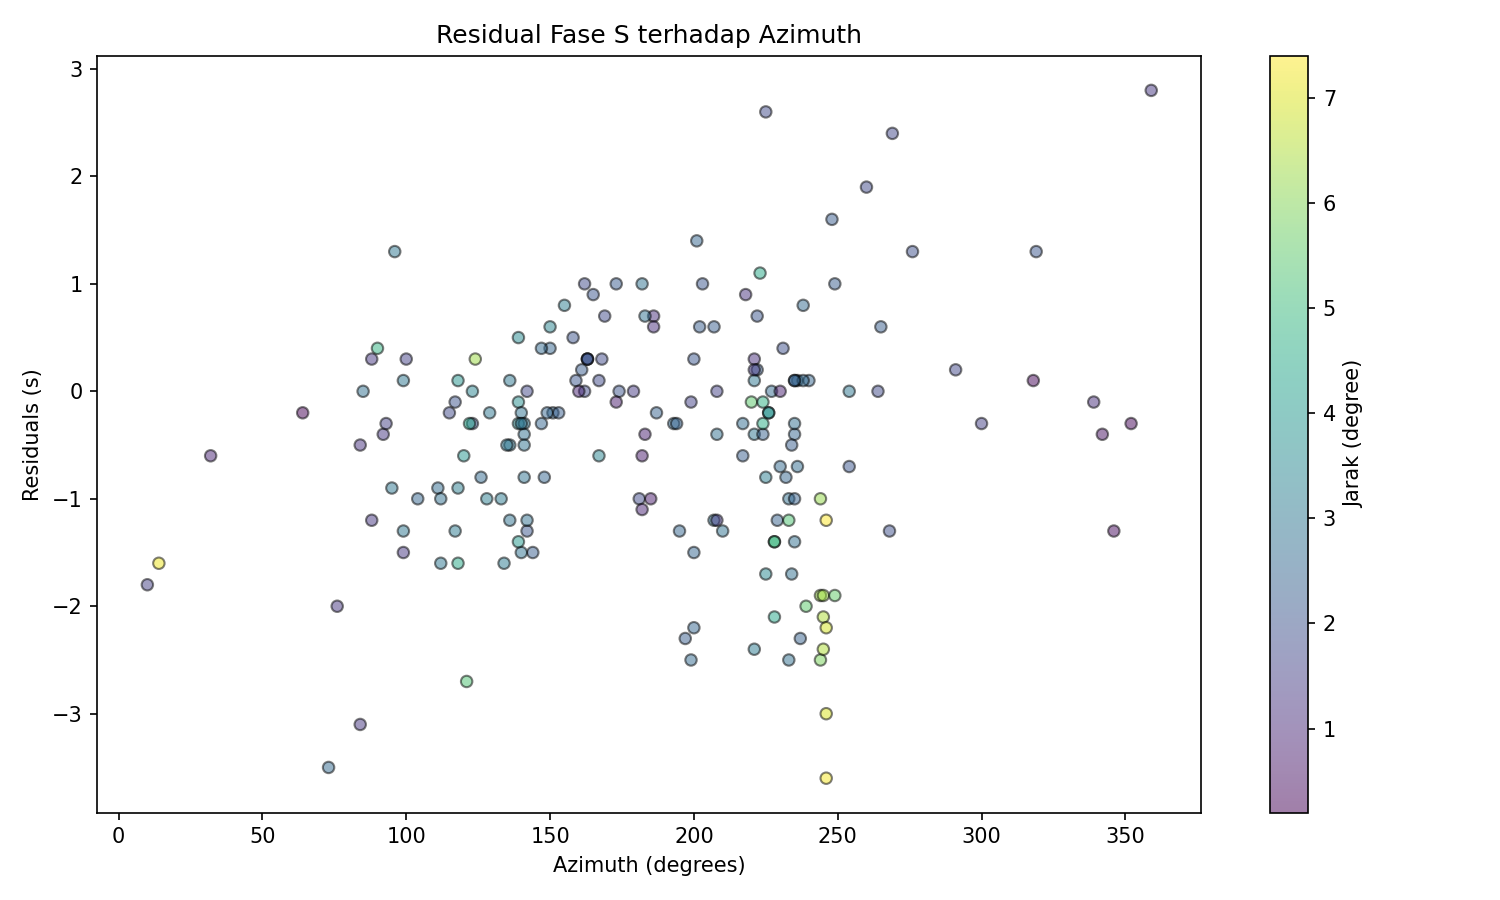 Residual Fase S terhadap Azimuth
3
2
1
0
−1
−2
−3
Residuals (s)
0 50 100 150 200 250 300 350
Azimuth (degrees)
7
6
5
4
3
2
1
Jarak (degree)